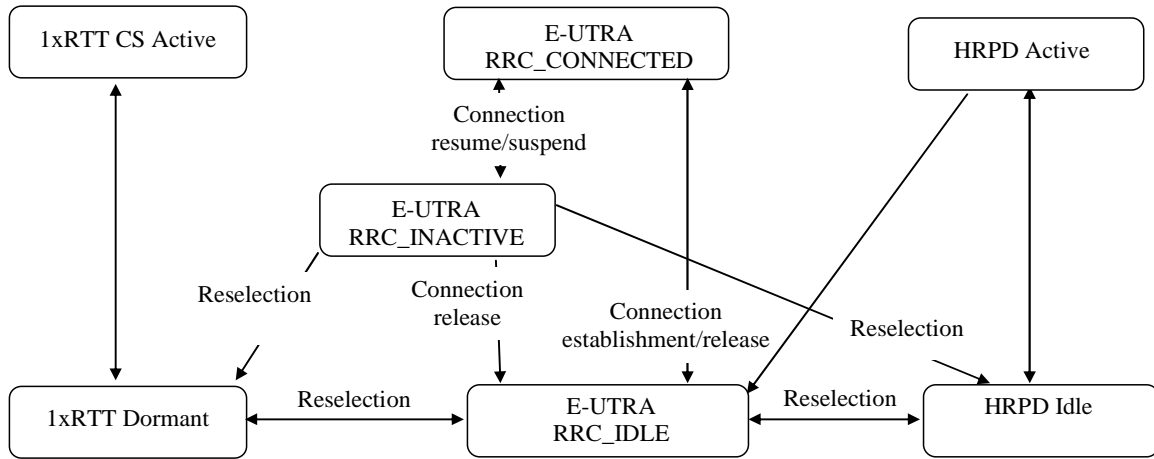 1xRTT CS Active
E-UTRA
RRC_CONNECTED
HRPD Active
Connection
resume/suspend
E-UTRA
RRC_INACTIVE
Reselection
Connection
release
Connection
establishment/release
Reselection
1xRTT Dormant
Reselection
E-UTRA
RRC_IDLE
Reselection
HRPD Idle